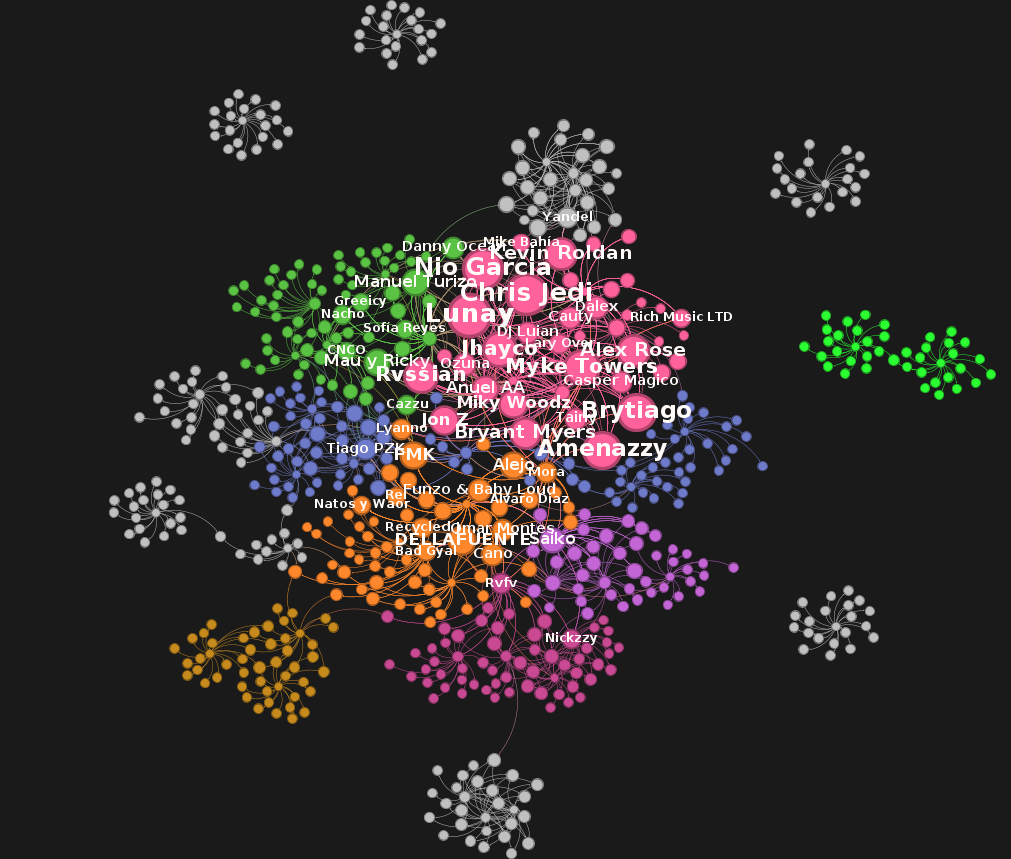 Yandel
Mike Bahía
Danny Ocean
Kevin Roldan
Nio Garcia
Manuel Turizo
Chris Jedi
Greeicy
Dalex
Nacho
Lunay
Cauty
Rich Music LTD
Sofía Reyes
Dj Luian
Lary Over
CNCO
Jhayco
Alex Rose
Mau y Ricky
Ozuna
Myke Towers
Rvssian
Casper Magico
Anuel AA
Cazzu
Miky Woodz
Brytiago
Jon Z
Tainy
Lyanno
Bryant Myers
Tiago PZK
Amenazzy
FMK
Alejo
Mora
Funzo & Baby Loud
Rel
Alvaro Diaz
Natos y Waor
Recycled J
Omar Montes
DELLAFUENTE
Saiko
Bad Gyal
Cano
Rvfv
Nickzzy